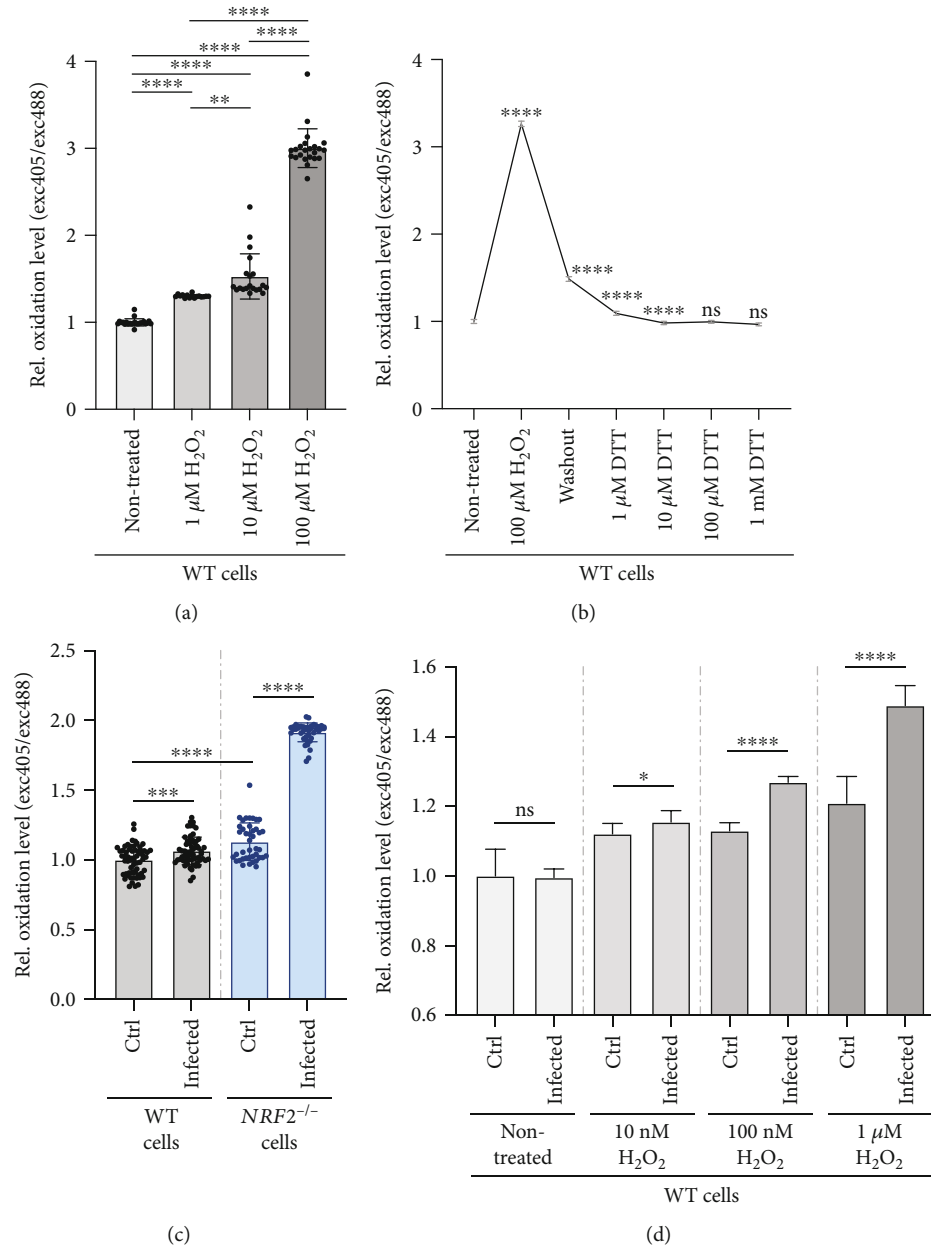 Rel. oxidation level (exc405/exc488)
4
3
2
1
0
****
****
****
****
****
**
Non-treated
1 µM H₂O₂
10 µM H₂O₂
100 µM H₂O₂
WT cells
(a)
Rel. oxidation level (exc405/exc488)
4
3
2
1
0
****
****
****
****
ns
ns
Non-treated
100 µM H₂O₂
Washout
1 µM DTT
10 µM DTT
100 µM DTT
1 mM DTT
WT cells
(b)
Rel. oxidation level (exc405/exc488)
2.5
2.0
1.5
1.0
0.5
0.0
****
****
***
Ctrl
Infected
Ctrl
Infected
WT
cells
NRF2⁻/⁻
cells
(c)
Rel. oxidation level (exc405/exc488)
1.6
1.4
1.2
1.0
0.8
0.6
ns
*
****
****
Ctrl
Infected
Ctrl
Infected
Ctrl
Infected
Ctrl
Infected
Non-
treated
10 nM
H₂O₂
100 nM
H₂O₂
1 µM
H₂O₂
WT cells
(d)